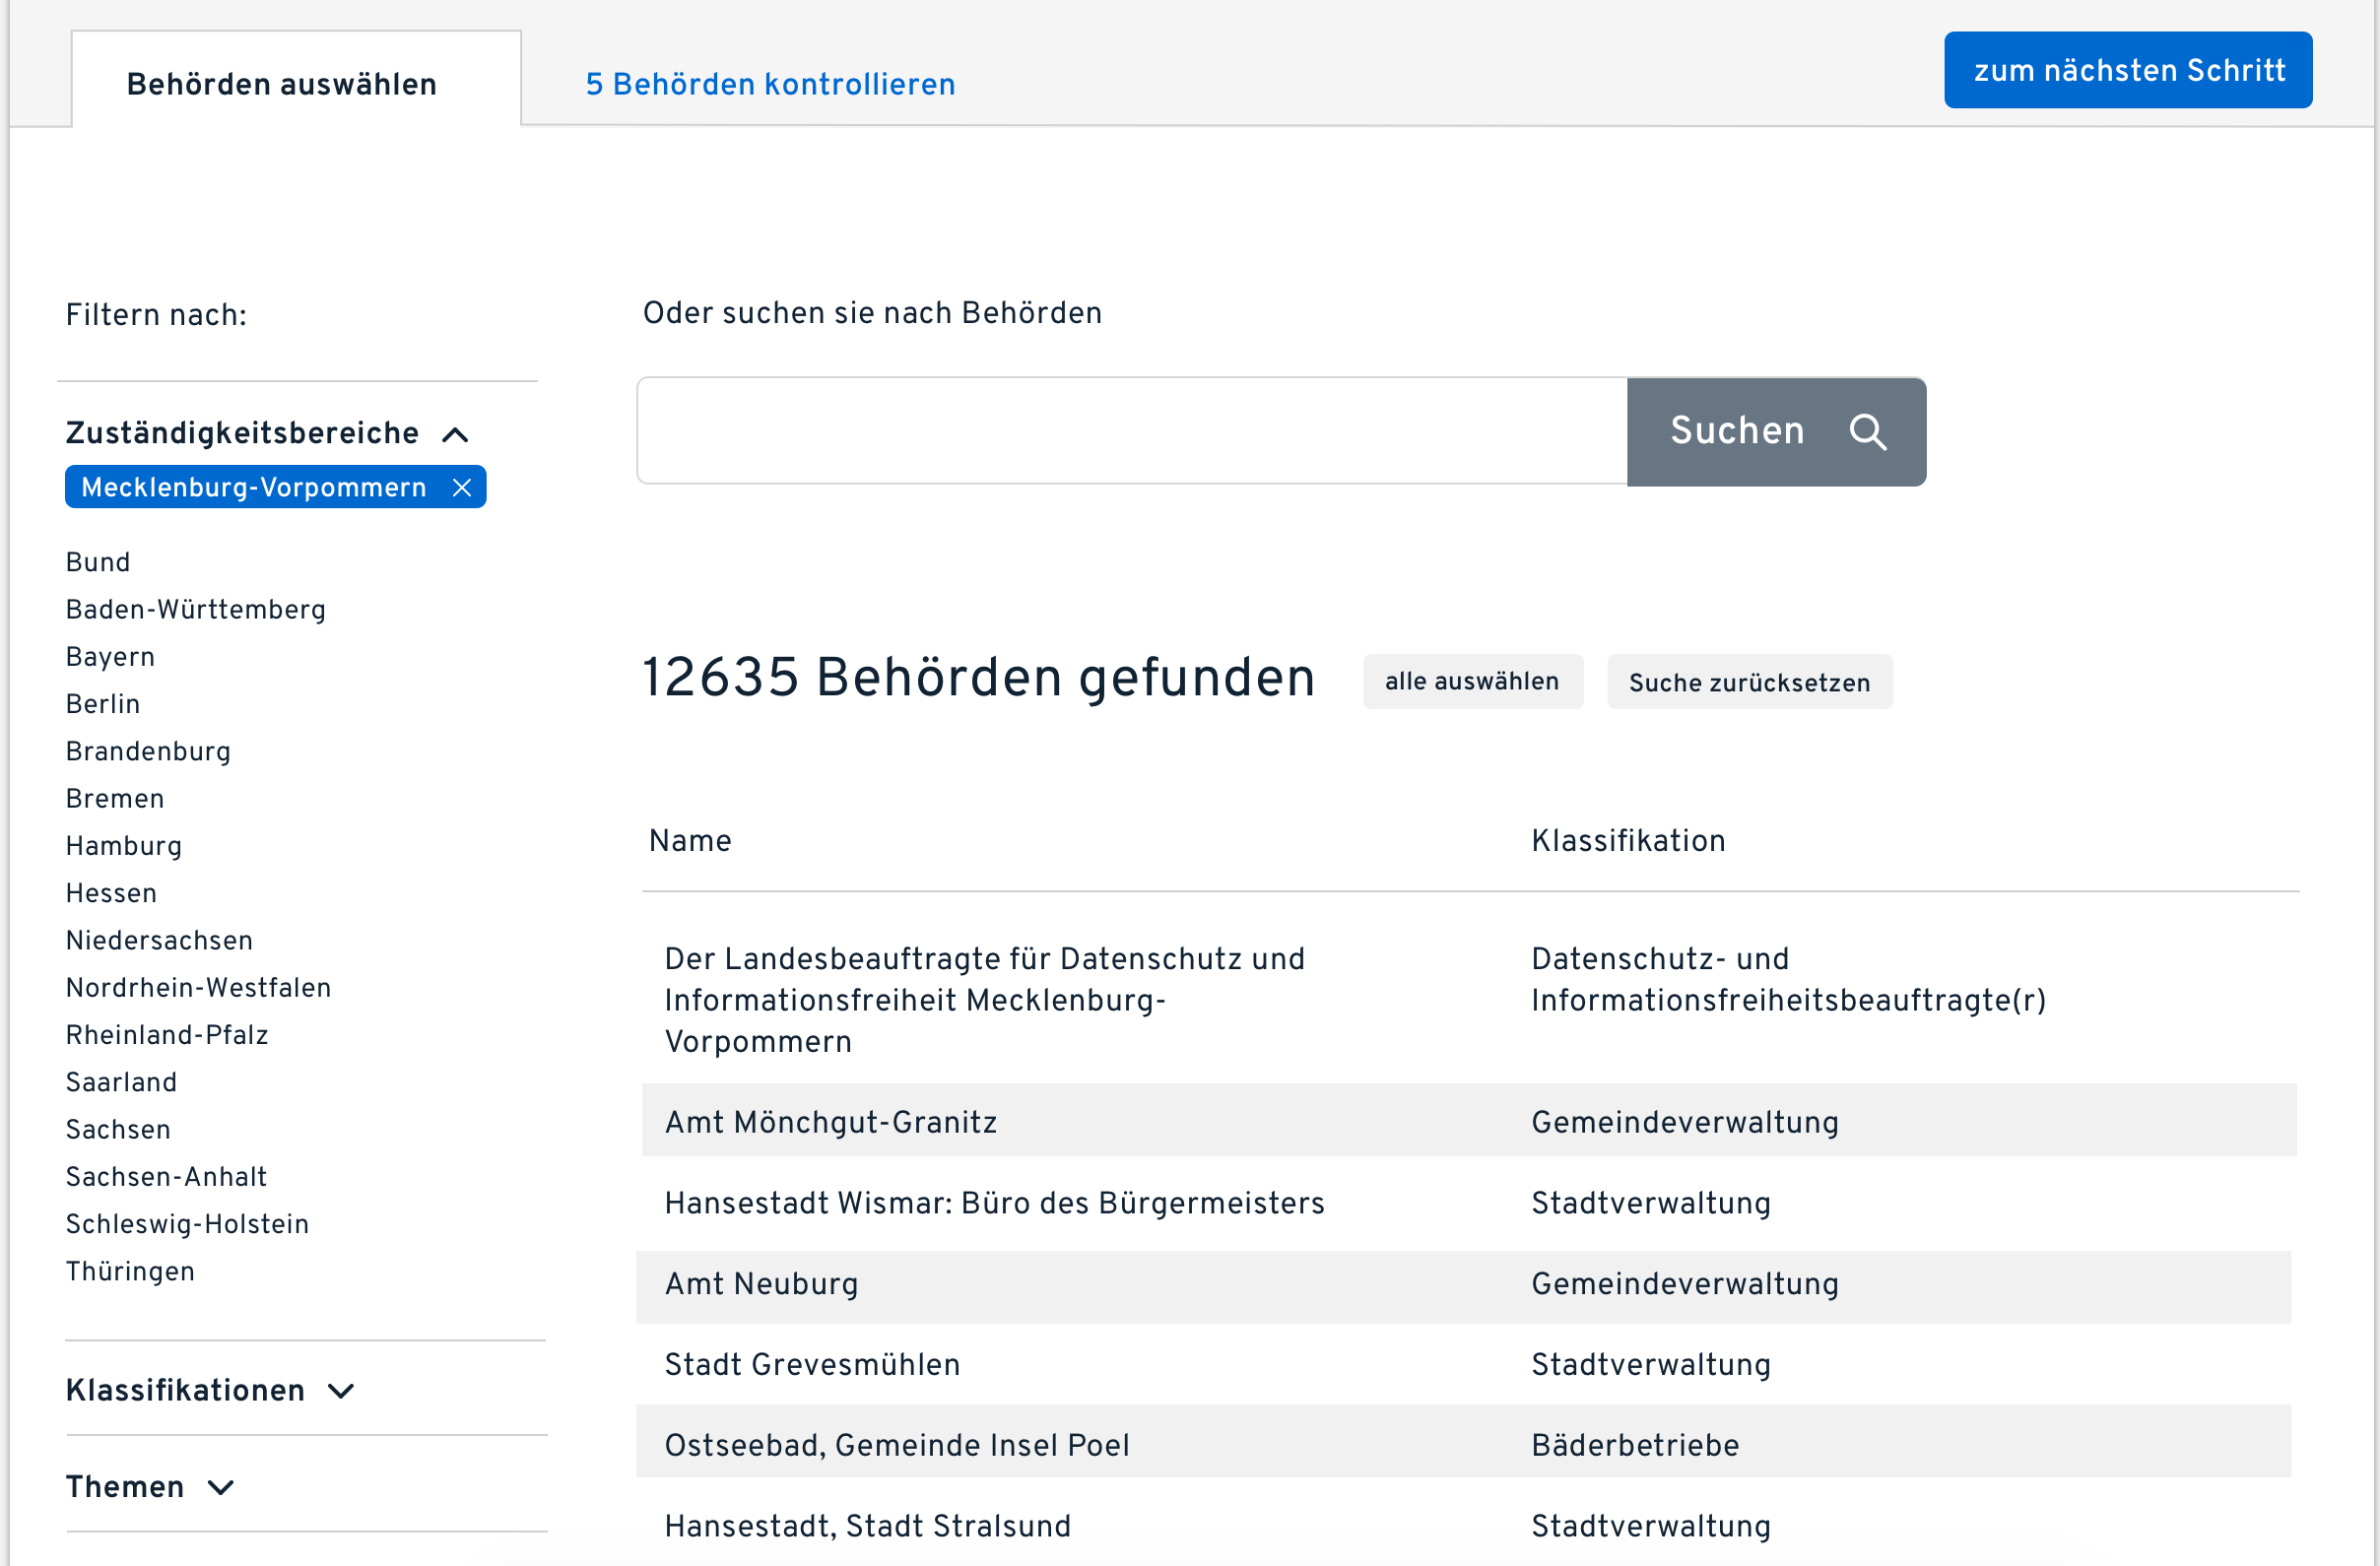 Behörden auswählen
5 Behörden kontrollieren
zum nächsten Schritt
Filtern nach:
Zuständigkeitsbereiche
Mecklenburg-Vorpommern
Bund
Baden-Württemberg
Bayern
Berlin
Brandenburg
Bremen
Hamburg
Hessen
Niedersachsen
Nordrhein-Westfalen
Rheinland-Pfalz
Saarland
Sachsen
Sachsen-Anhalt
Schleswig-Holstein
Thüringen
Klassifikationen
Themen
Oder suchen sie nach Behörden
Suchen
12635 Behörden gefunden
alle auswählen
Suche zurücksetzen
Name
Klassifikation
Der Landesbeauftragte für Datenschutz und
Informationsfreiheit Mecklenburg-
Vorpommern
Datenschutz- und
Informationsfreiheitsbeauftragte(r)
Amt Mönchgut-Granitz
Gemeindeverwaltung
Hansestadt Wismar: Büro des Bürgermeisters
Stadtverwaltung
Amt Neuburg
Gemeindeverwaltung
Stadt Grevesmühlen
Stadtverwaltung
Ostseebad, Gemeinde Insel Poel
Bäderbetriebe
Hansestadt, Stadt Stralsund
Stadtverwaltung